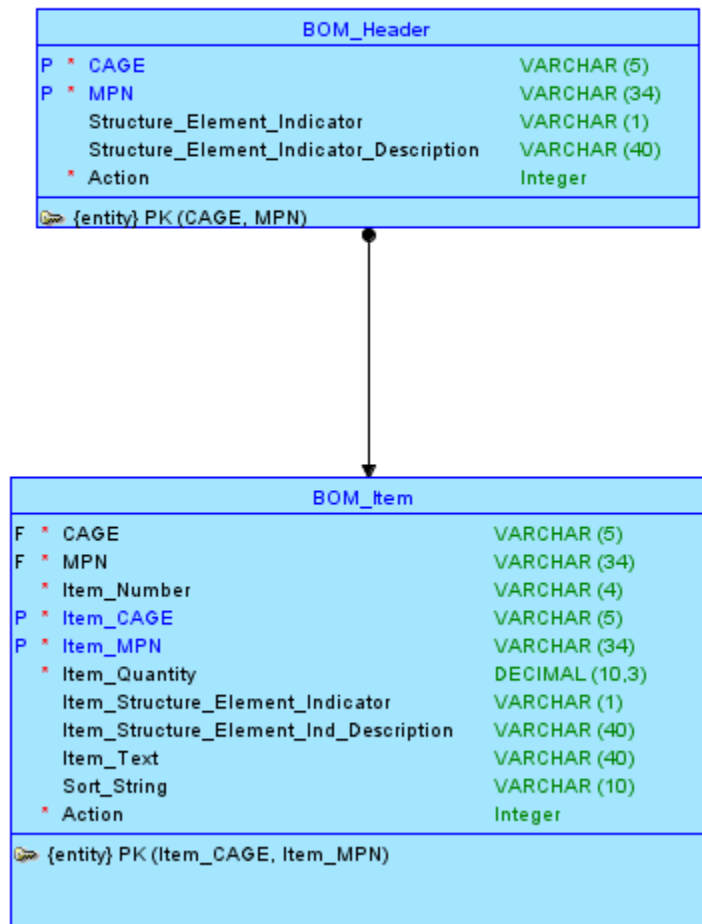 BOM_Header
P * CAGE VARCHAR (5)
P * MPN VARCHAR (34)
Structure_Element_Indicator VARCHAR (1)
Structure_Element_Indicator_Description VARCHAR (40)
* Action Integer
{entity} PK (CAGE, MPN)
BOM_Item
F * CAGE VARCHAR (5)
F * MPN VARCHAR (34)
* Item_Number VARCHAR (4)
P * Item_CAGE VARCHAR (5)
P * Item_MPN VARCHAR (34)
* Item_Quantity DECIMAL (10,3)
Item_Structure_Element_Indicator VARCHAR (1)
Item_Structure_Element_Ind_Description VARCHAR (40)
Item_Text VARCHAR (40)
Sort_String VARCHAR (10)
* Action Integer
{entity} PK (Item_CAGE, Item_MPN)